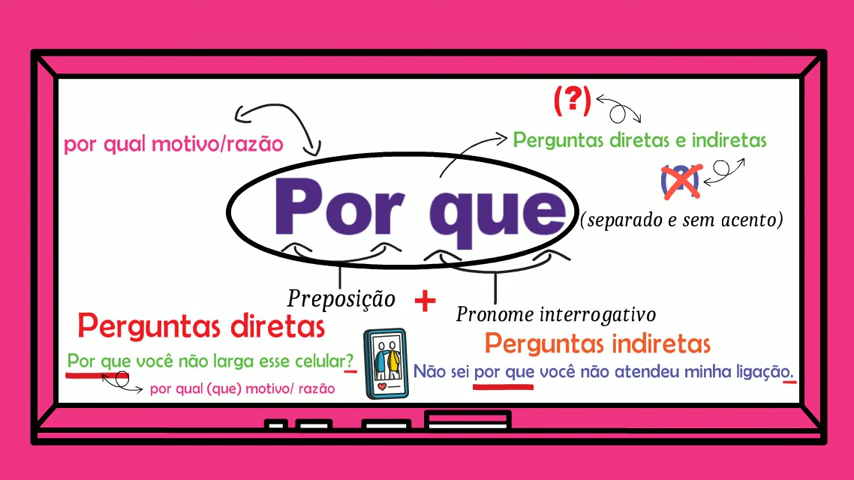 (?)
por qual motivo/razão
Perguntas diretas e indiretas
(?)
Por que
(separado e sem acento)
Preposição + Pronome interrogativo
Perguntas diretas
Por que você não larga esse celular?
por qual (que) motivo/ razão
Perguntas indiretas
Não sei por que você não atendeu minha ligação.